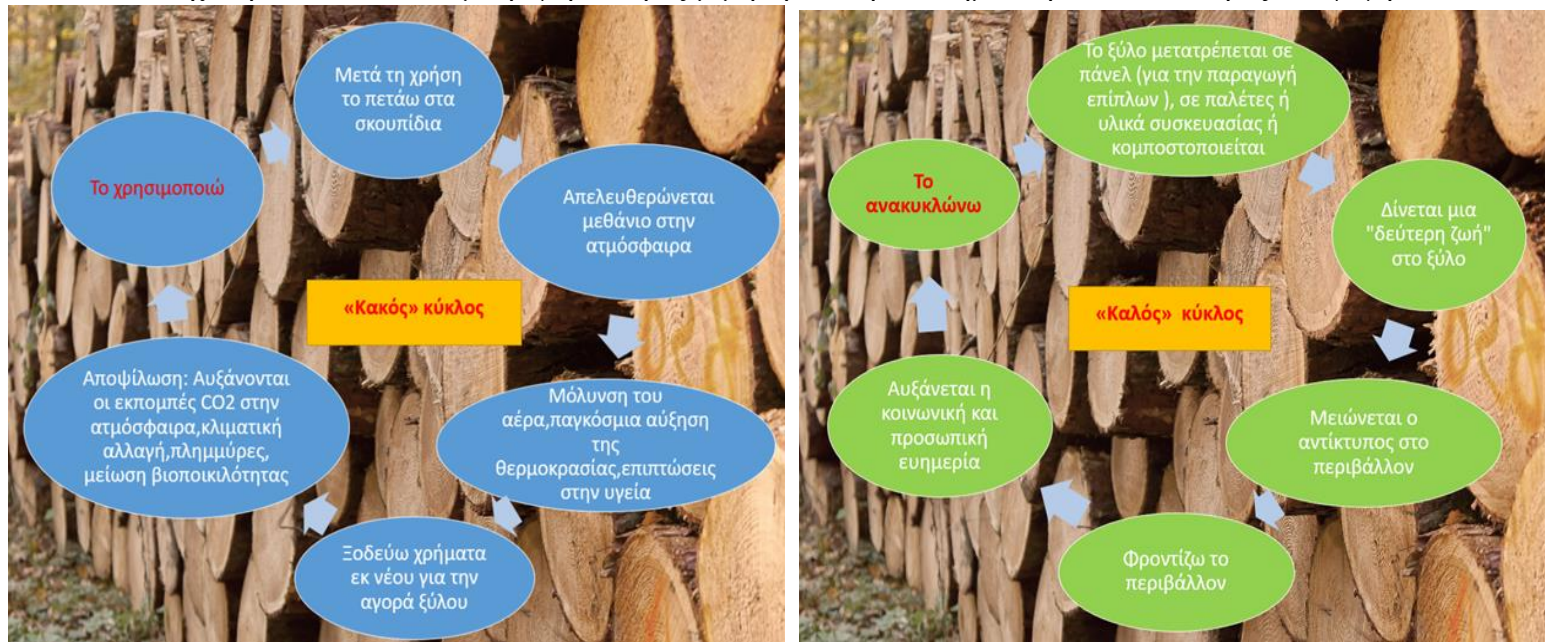 Μετά τη χρήση
το πετάω στα
σκουπίδια
Το χρησιμοποιώ
Απελευθερώνεται
μεθάνιο στην
ατμόσφαιρα
«Κακός» κύκλος
Αποψίλωση: Αυξάνονται
οι εκπομπές CO2 στην
ατμόσφαιρα,κλιματική
αλλαγή,πλημμύρες,
μείωση βιοποικιλότητας
Μόλυνση του
αέρα,παγκόσμια αύξηση
της
θερμοκρασίας,επιπτώσεις
στην υγεία
Ξοδεύω χρήματα
εκ νέου για την
αγορά ξύλου
Το ξύλο μετατρέπεται σε
πάνελ (για την παραγωγή
επίπλων ), σε παλέτες ή
υλικά συσκευασίας ή
κομποστοποιείται
Το
ανακυκλώνω
Δίνεται μια
"δεύτερη ζωή"
στο ξύλο
«Καλός» κύκλος
Αυξάνεται η
κοινωνική και
προσωπική
ευημερία
Μειώνεται ο
αντίκτυπος στο
περιβάλλον
Φροντίζω το
περιβάλλον